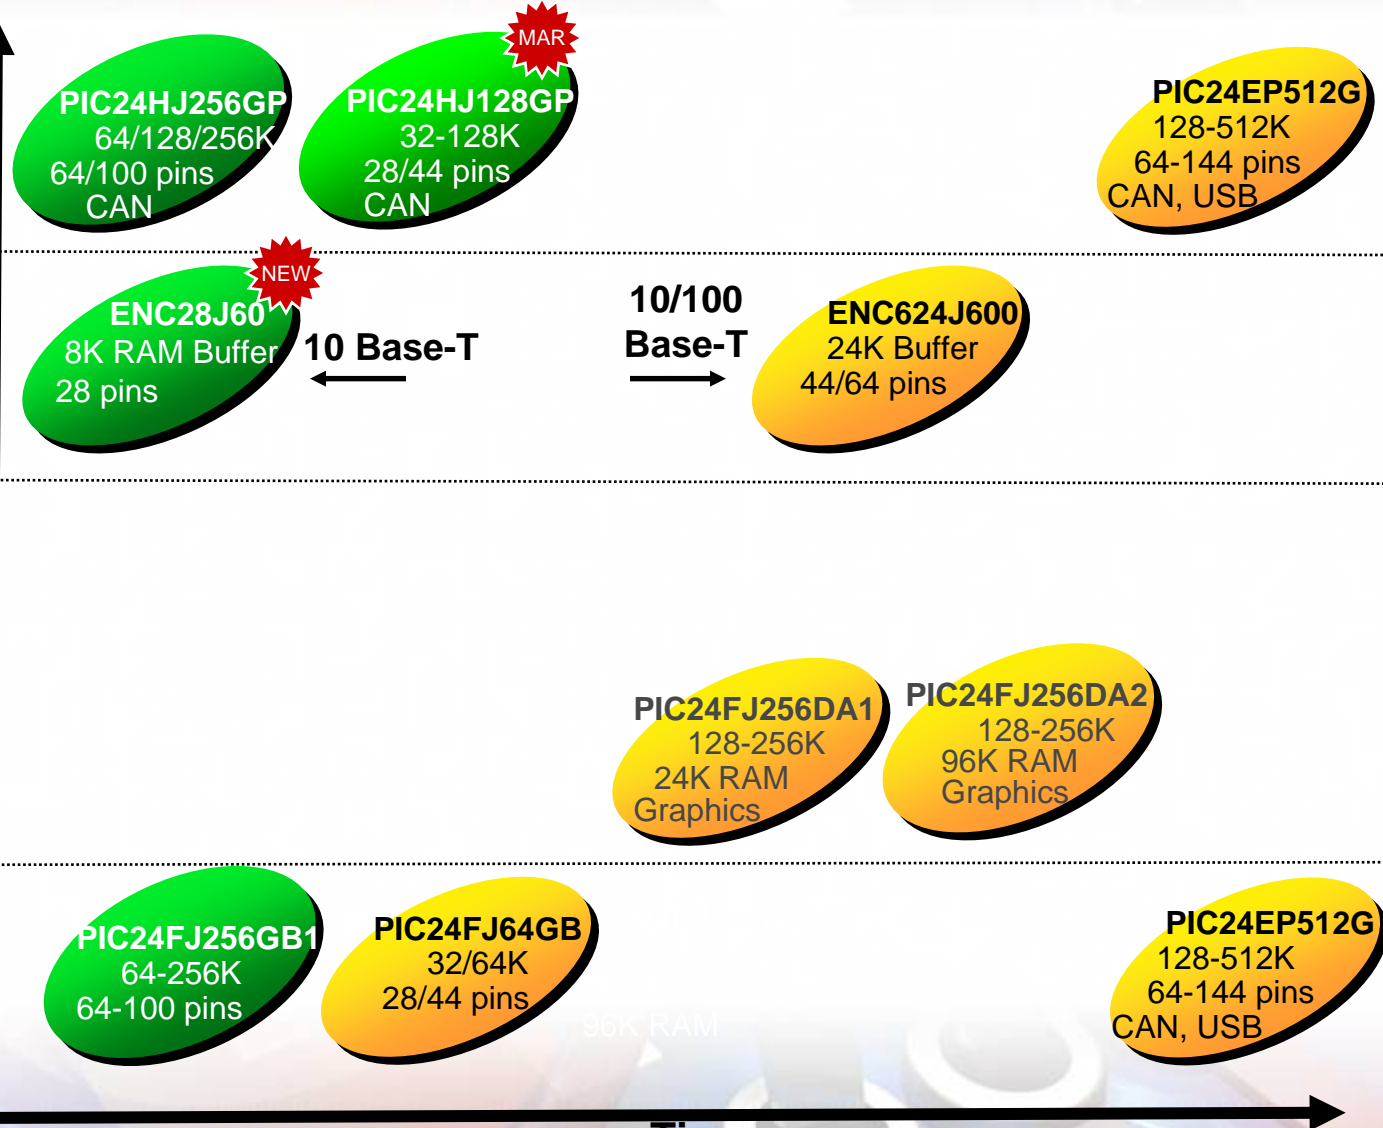 MAR
PIC24HJ256GP
64/128/256K
64/100 pins
CAN
PIC24HJ128GP
32-128K
28/44 pins
CAN
PIC24EP512G
128-512K
64-144 pins
CAN, USB
NEW
ENC28J60
8K RAM Buffer
28 pins
10 Base-T
10/100
Base-T
ENC624J600
24K Buffer
44/64 pins
PIC24FJ256DA1
128-256K
24K RAM
Graphics
PIC24FJ256DA2
128-256K
96K RAM
Graphics
PIC24FJ256GB1
64-256K
64-100 pins
PIC24FJ64GB
32/64K
28/44 pins
96K RAM
PIC24EP512G
128-512K
64-144 pins
CAN, USB